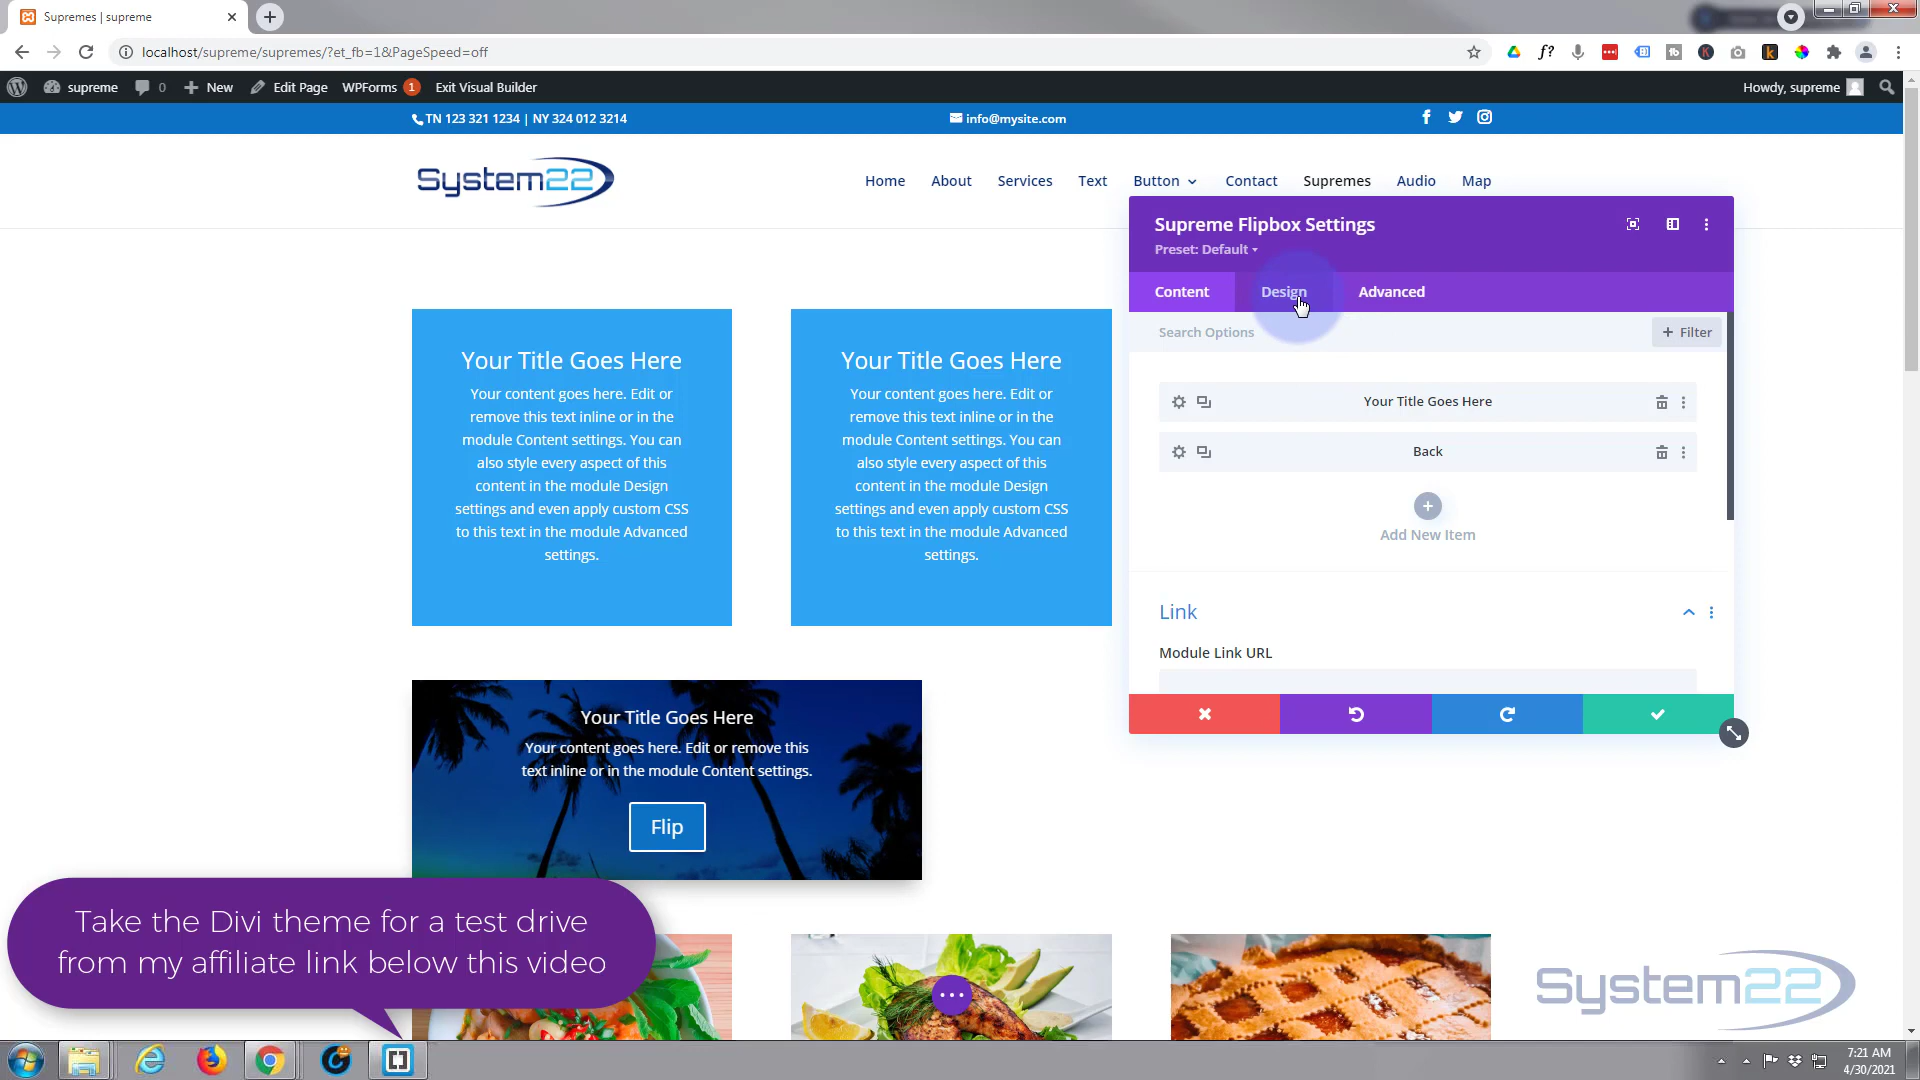 Supremes | supreme
localhost/supreme/supremes/?et_fb=1&PageSpeed=off
supreme 0 New Edit Page WPForms 1 Exit Visual Builder Howdy, supreme
TN 123 321 1234 | NY 324 012 3214 info@mysite.com
System22 Home About Services Text Button Contact Supremes Audio Map
Supreme Flipbox Settings
Preset: Default
Content Design Advanced
Search Options + Filter
Your Title Goes Here
Back
Add New Item
Link
Module Link URL
Your Title Goes Here
Your content goes here. Edit or
remove this text inline or in the
module Content settings. You can
also style every aspect of this
content in the module Design
settings and even apply custom CSS
to this text in the module Advanced
settings.
Your Title Goes Here
Your content goes here. Edit or
remove this text inline or in the
module Content settings. You can
also style every aspect of this
content in the module Design
settings and even apply custom CSS
to this text in the module Advanced
settings.
Your Title Goes Here
Your content goes here. Edit or remove this
text inline or in the module Content settings.
Flip
Take the Divi theme for a test drive
from my affiliate link below this video
System22
7:21 AM
4/30/2021